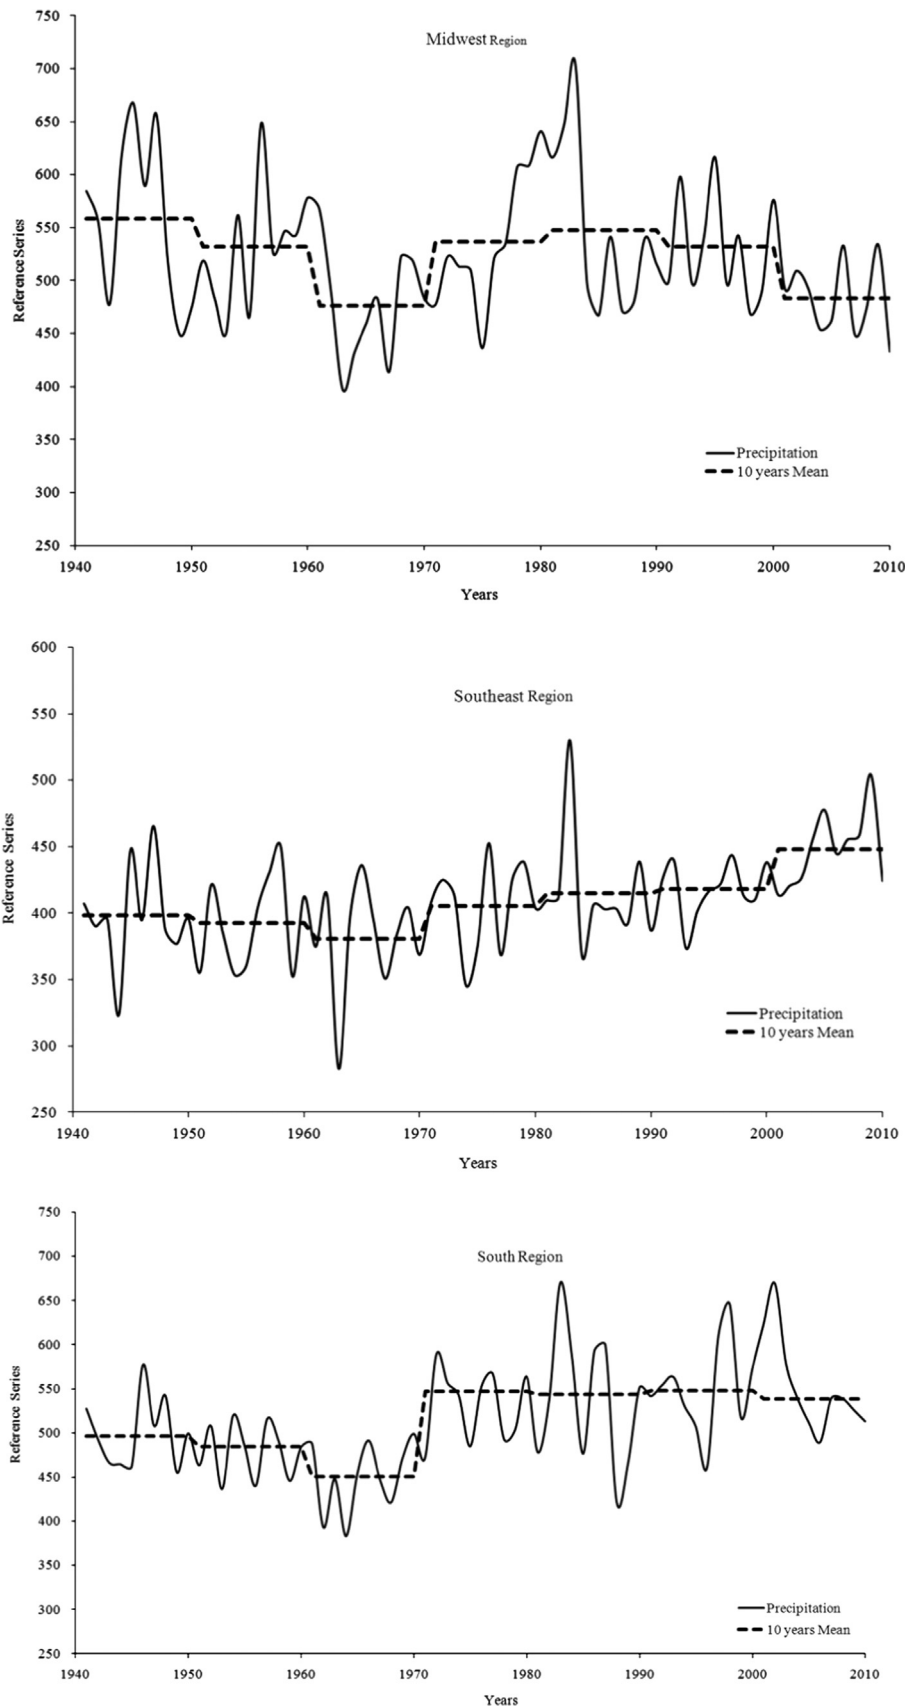 Midwest Region
Reference Series
750
700
650
600
550
500
450
400
350
300
250
Precipitation
10 years Mean
1940 1950 1960 1970 1980 1990 2000 2010
Years
Southeast Region
Reference Series
600
550
500
450
400
350
300
250
Precipitation
10 years Mean
1940 1950 1960 1970 1980 1990 2000 2010
Years
South Region
Reference Series
750
700
650
600
550
500
450
400
350
300
250
Precipitation
10 years Mean
1940 1950 1960 1970 1980 1990 2000 2010
Years